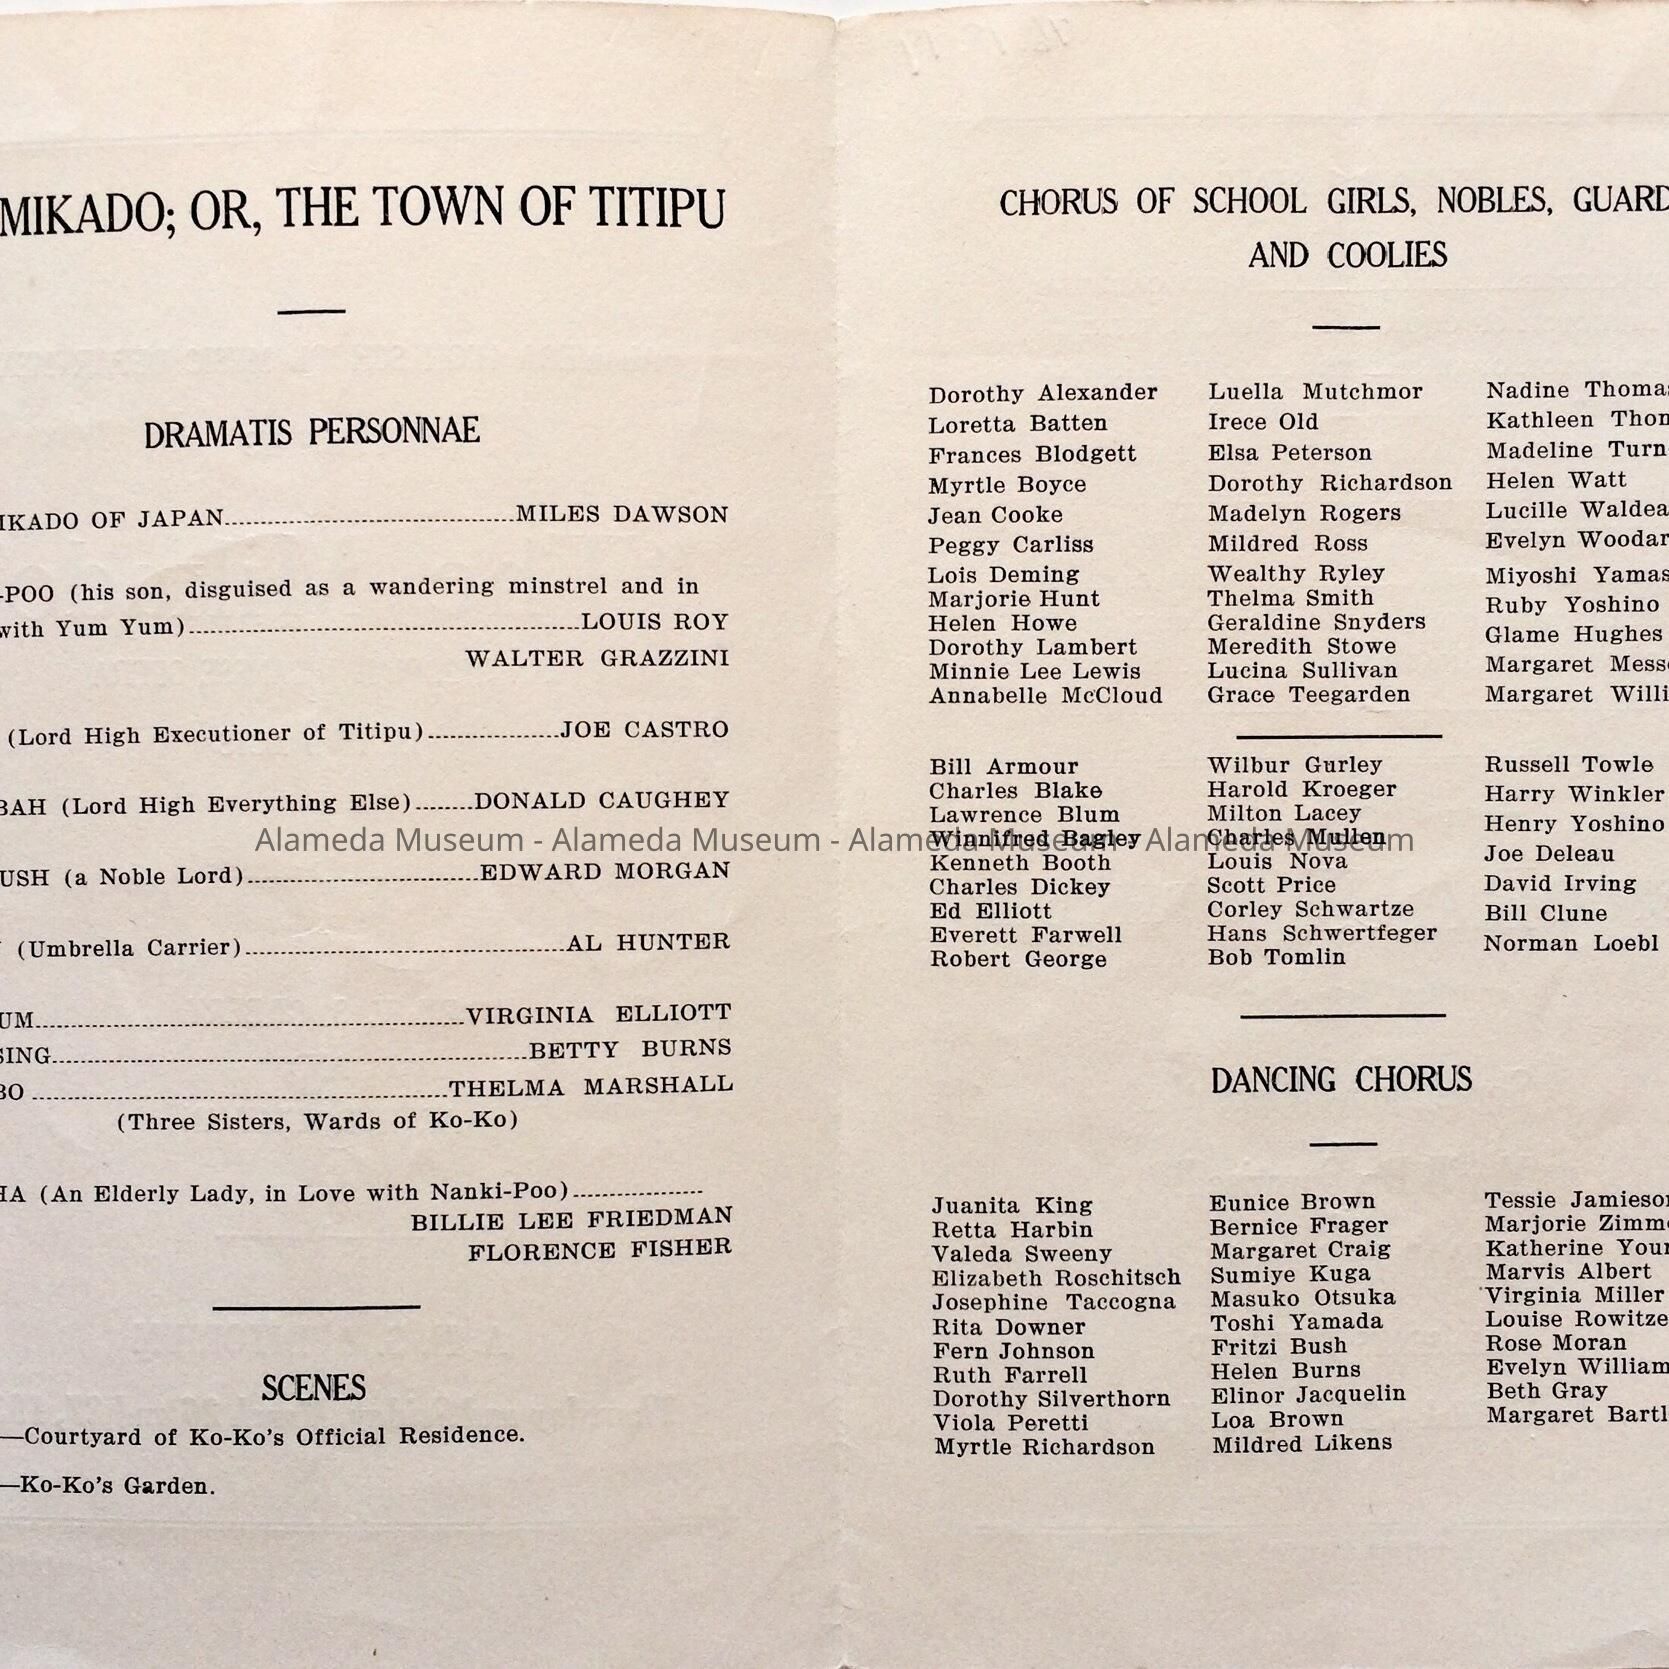 MIKADO; OR, THE TOWN OF TITIPU
DRAMATIS PERSONNAE
IKADO OF JAPAN MILES DAWSON
-POO (his son, disguised as a wandering minstrel and in
with Yum Yum) LOUIS ROY
WALTER GRAZZINI
(Lord High Executioner of Titipu) JOE CASTRO
BAH (Lord High Everything Else) DONALD CAUGHEY
USH (a Noble Lord) EDWARD MORGAN
(Umbrella Carrier) AL HUNTER
UM VIRGINIA ELLIOTT
SING BETTY BURNS
BO THELMA MARSHALL
(Three Sisters, Wards of Ko-Ko)
HA (An Elderly Lady, in Love with Nanki-Poo)
BILLIE LEE FRIEDMAN
FLORENCE FISHER
SCENES
—Courtyard of Ko-Ko's Official Residence.
—Ko-Ko's Garden.
CHORUS OF SCHOOL GIRLS, NOBLES, GUARD
AND COOLIES
Dorothy Alexander
Loretta Batten
Frances Blodgett
Myrtle Boyce
Jean Cooke
Peggy Carliss
Lois Deming
Marjorie Hunt
Helen Howe
Dorothy Lambert
Minnie Lee Lewis
Annabelle McCloud
Luella Mutchmor
Irece Old
Elsa Peterson
Dorothy Richardson
Madelyn Rogers
Mildred Ross
Wealthy Ryley
Thelma Smith
Geraldine Snyders
Meredith Stowe
Lucina Sullivan
Grace Teegarden
Nadine Thomas
Kathleen Thom
Madeline Turn
Helen Watt
Lucille Waldea
Evelyn Woodar
Miyoshi Yamas
Ruby Yoshino
Glame Hughes
Margaret Messe
Margaret Willi
Bill Armour
Charles Blake
Lawrence Blum
Winnifred Bagley
Kenneth Booth
Charles Dickey
Ed Elliott
Everett Farwell
Robert George
Wilbur Gurley
Harold Kroeger
Milton Lacey
Charles Mullen
Louis Nova
Scott Price
Corley Schwartze
Hans Schwertfeger
Bob Tomlin
Russell Towle
Harry Winkler
Henry Yoshino
Joe Deleau
David Irving
Bill Clune
Norman Loebl
DANCING CHORUS
Juanita King
Retta Harbin
Valeda Sweeny
Elizabeth Roschitsch
Josephine Taccogna
Rita Downer
Fern Johnson
Ruth Farrell
Dorothy Silverthorn
Viola Peretti
Myrtle Richardson
Eunice Brown
Bernice Frager
Margaret Craig
Sumiye Kuga
Masuko Otsuka
Toshi Yamada
Fritzi Bush
Helen Burns
Elinor Jacquelin
Loa Brown
Mildred Likens
Tessie Jamieson
Marjorie Zimme
Katherine Your
Marvis Albert
Virginia Miller
Louise Rowitze
Rose Moran
Evelyn William
Beth Gray
Margaret Bartl
Alameda Museum - Alameda Museum - Alameda Museum - Alameda Museum